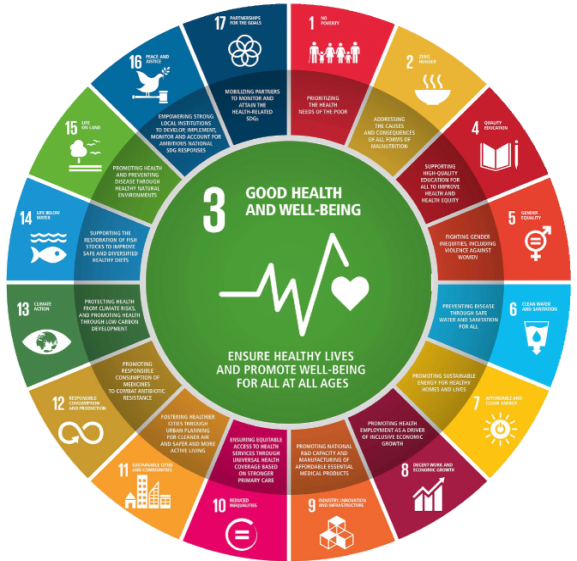 3
GOOD HEALTH
AND WELL-BEING
ENSURE HEALTHY LIVES
AND PROMOTE WELL-BEING
FOR ALL AT ALL AGES
1
NO
POVERTY
PRIORITIZING
THE HEALTH
NEEDS OF THE POOR
2
ZERO
HUNGER
ADDRESSING
THE CAUSES
AND CONSEQUENCES
OF ALL FORMS OF
MALNUTRITION
4
QUALITY
EDUCATION
SUPPORTING
HIGH-QUALITY
EDUCATION FOR
ALL TO IMPROVE
HEALTH AND
HEALTH EQUITY
5
GENDER
EQUALITY
FIGHTING GENDER
INEQUITIES, INCLUDING
VIOLENCE AGAINST
WOMEN
6
CLEAN WATER
AND SANITATION
PREVENTING DISEASE
THROUGH SAFE
WATER AND SANITATION
FOR ALL
7
AFFORDABLE AND
CLEAN ENERGY
PROMOTING SUSTAINABLE
ENERGY FOR HEALTHY
HOMES AND LIVES
8
DECENT WORK AND
ECONOMIC GROWTH
PROMOTING HEALTH
EMPLOYMENT AS A DRIVER
OF INCLUSIVE ECONOMIC
GROWTH
9
INDUSTRY, INNOVATION
AND INFRASTRUCTURE
PROMOTING NATIONAL
R&D CAPACITY AND
MANUFACTURING OF
AFFORDABLE ESSENTIAL
MEDICAL PRODUCTS
10
REDUCED
INEQUALITIES
ENSURING EQUITABLE
ACCESS TO HEALTH
SERVICES THROUGH
UNIVERSAL HEALTH
COVERAGE BASED
ON STRONGER
PRIMARY CARE
11
SUSTAINABLE CITIES
AND COMMUNITIES
FOSTERING HEALTHIER
CITIES THROUGH
URBAN PLANNING
FOR CLEANER AIR
AND SAFER AND MORE
ACTIVE LIVING
12
RESPONSIBLE
CONSUMPTION
AND PRODUCTION
PROMOTING
RESPONSIBLE
CONSUMPTION OF
MEDICINES
TO COMBAT ANTIBIOTIC
RESISTANCE
13
CLIMATE
ACTION
PROTECTING HEALTH
FROM CLIMATE RISKS,
AND PROMOTING HEALTH
THROUGH LOW-CARBON
DEVELOPMENT
14
LIFE BELOW
WATER
SUPPORTING THE
RESTORATION OF FISH
STOCKS TO IMPROVE
SAFE AND DIVERSIFIED
HEALTHY DIETS
15
LIFE
ON LAND
PROMOTING HEALTH
AND PREVENTING
DISEASE THROUGH
HEALTHY NATURAL
ENVIRONMENTS
16
PEACE AND
JUSTICE
EMPOWERING STRONG
LOCAL INSTITUTIONS
TO DEVELOP, IMPLEMENT,
MONITOR AND ACCOUNT FOR
AMBITIOUS NATIONAL
SDG RESPONSES
17
PARTNERSHIPS
FOR THE GOALS
MOBILIZING PARTNERS
TO MONITOR AND
ATTAIN THE
HEALTH-RELATED
SDGs